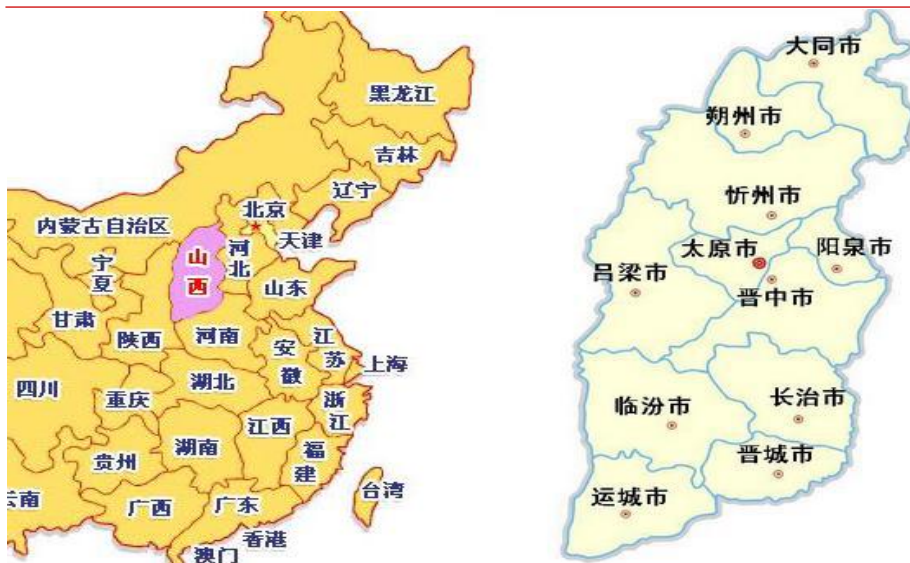 黑龙江
吉林
辽宁
北京
内蒙古自治区
天津
河北
宁夏
山西
山东
甘肃
陕西
河南
江苏
安徽
上海
四川
重庆
湖北
浙江
江西
湖南
福建
贵州
云南
广西
广东
台湾
香港
澳门
大同市
朔州市
忻州市
太原市
阳泉市
吕梁市
晋中市
临汾市
长治市
晋城市
运城市